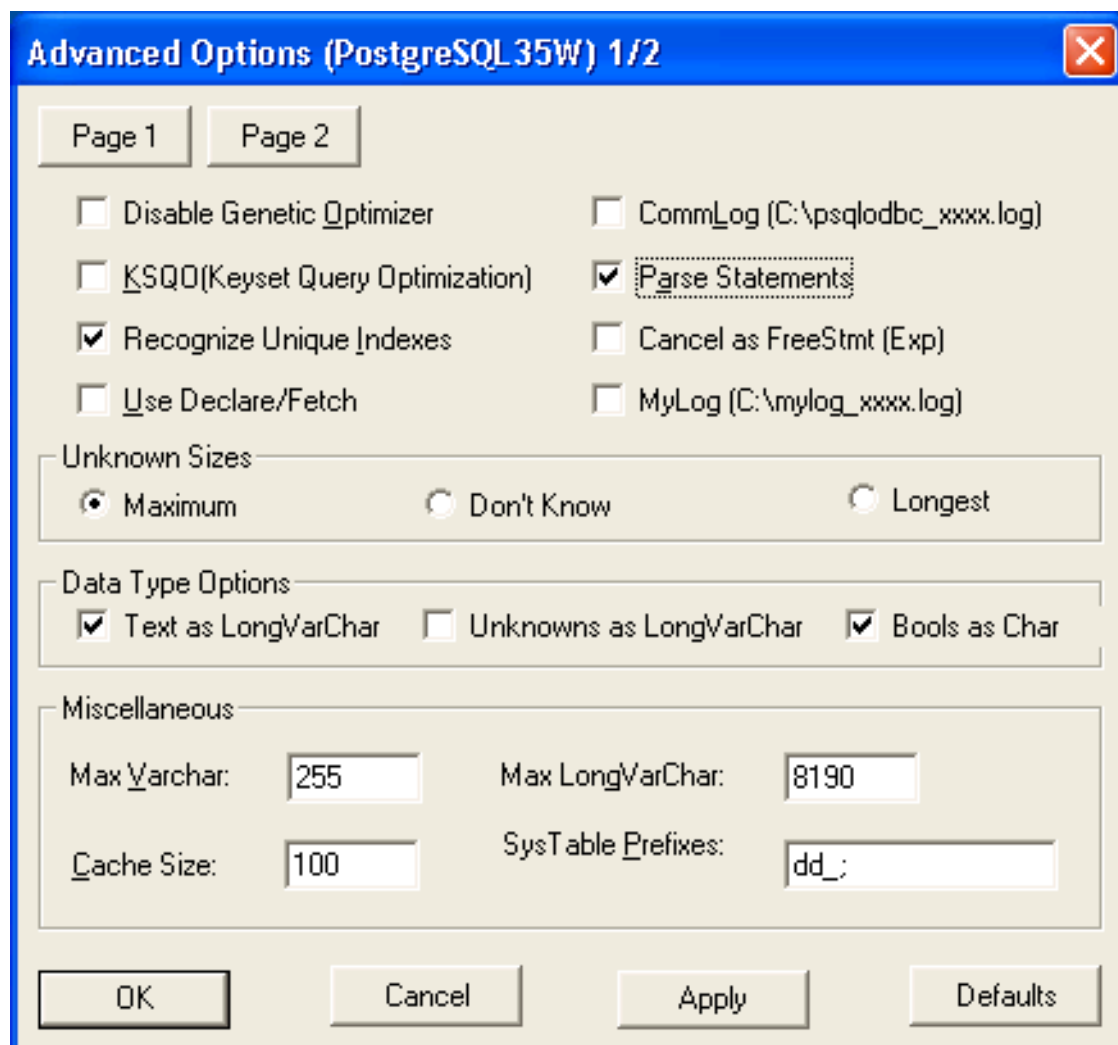 Advanced Options (PostgreSQL35W) 1/2
Page 1 Page 2
Disable Genetic Optimizer CommLog (C:\psqlodbc_xxxx.log)
KSQO(Keyset Query Optimization) Parse Statements
Recognize Unique Indexes Cancel as FreeStmt (Exp)
Use Declare/Fetch MyLog (C:\mylog_xxxx.log)
Unknown Sizes
Maximum Don't Know Longest
Data Type Options
Text as LongVarChar Unknowns as LongVarChar Bools as Char
Miscellaneous
Max Varchar: 255 Max LongVarChar: 8190
Cache Size: 100 SysTable Prefixes: dd_;
OK Cancel Apply Defaults